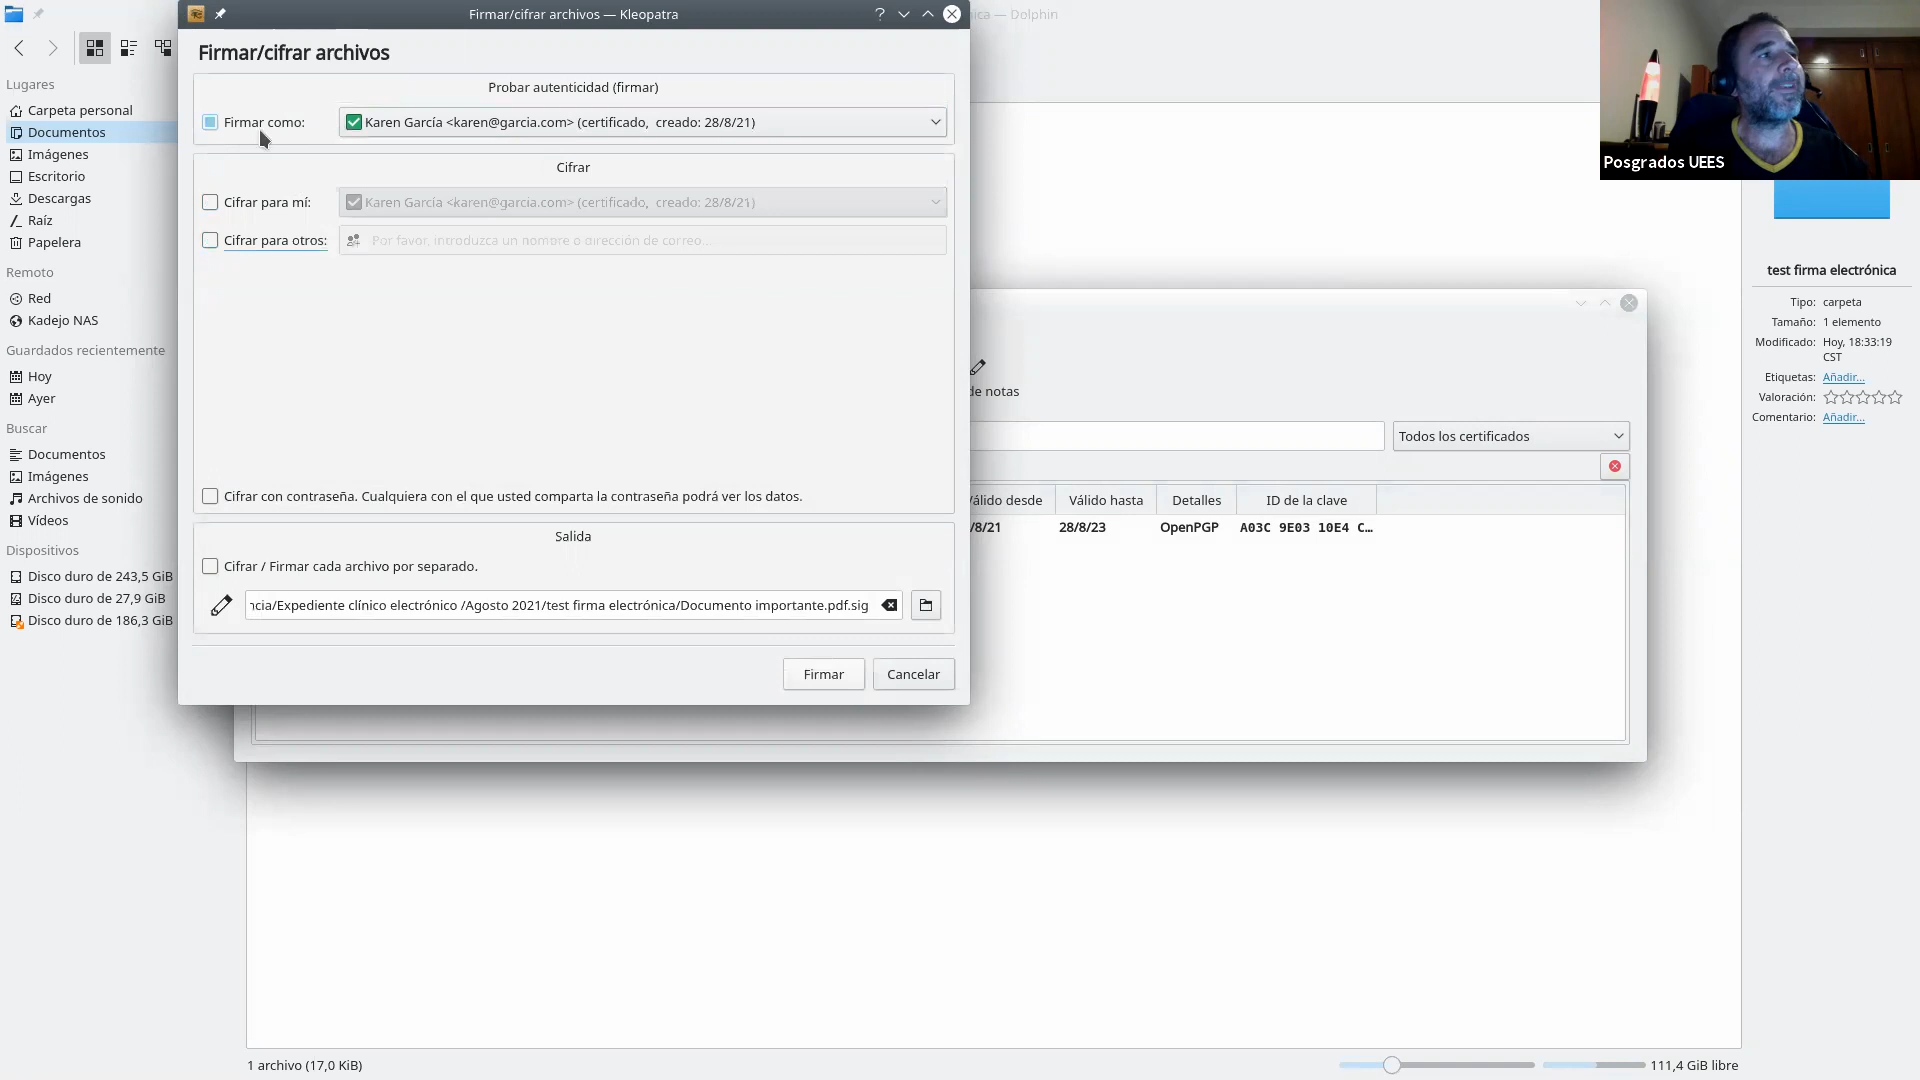 Firmar/cifrar archivos — Kleopatra
ica — Dolphin
Firmar/cifrar archivos
Probar autenticidad (firmar)
Firmar como:
Karen García <karen@garcia.com> (certificado, creado: 28/8/21)
Cifrar
Cifrar para mí:
Karen García <karen@garcia.com> (certificado, creado: 28/8/21)
Cifrar para otros:
Por favor, introduzca un nombre o dirección de correo...
Cifrar con contraseña. Cualquiera con el que usted comparta la contraseña podrá ver los datos.
Salida
Cifrar / Firmar cada archivo por separado.
ncia/Expediente clínico electrónico /Agosto 2021/test firma electrónica/Documento importante.pdf.sig
Firmar
Cancelar
Lugares
Carpeta personal
Documentos
Imágenes
Escritorio
Descargas
Raíz
Papelera
Remoto
Red
Kadejo NAS
Guardados recientemente
Hoy
Ayer
Buscar
Documentos
Imágenes
Archivos de sonido
Vídeos
Dispositivos
Disco duro de 243,5 GiB
Disco duro de 27,9 GiB
Disco duro de 186,3 GiB
de notas
Todos los certificados
Válido desde
Válido hasta
Detalles
ID de la clave
/8/21
28/8/23
OpenPGP
A03C 9E03 10E4 C…
Posgrados UEES
test firma electrónica
Tipo: carpeta
Tamaño: 1 elemento
Modificado: Hoy, 18:33:19
CST
Etiquetas: Añadir...
Valoración:
Comentario: Añadir...
1 archivo (17,0 KiB)
111,4 GiB libre